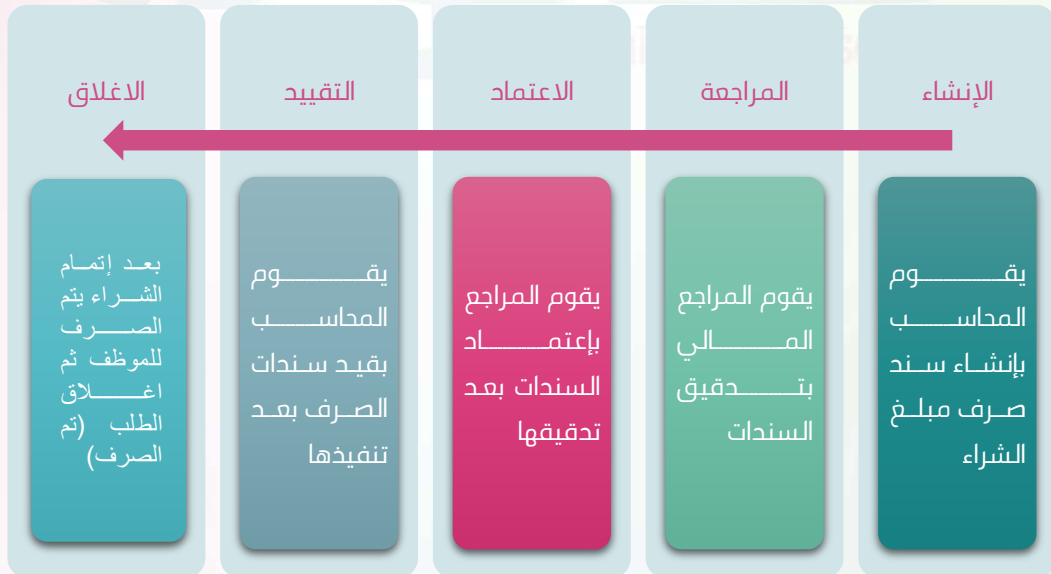 الإنشاء
المراجعة
الاعتماد
التقييد
الاغلاق
يقوم
المحاسب
بإنشاء سند
صرف مبلغ
الشراء
يقوم المراجع
المالي
بتدقيق
السندات
يقوم المراجع
بإعتماد
السندات بعد
تدقيقها
يقوم
المحاسب
بقيد سندات
الصرف بعد
تنفيذها
بعد إتمام
الشراء يتم
الصرف
للموظف ثم
اغلاق
الطلب (تم
الصرف)